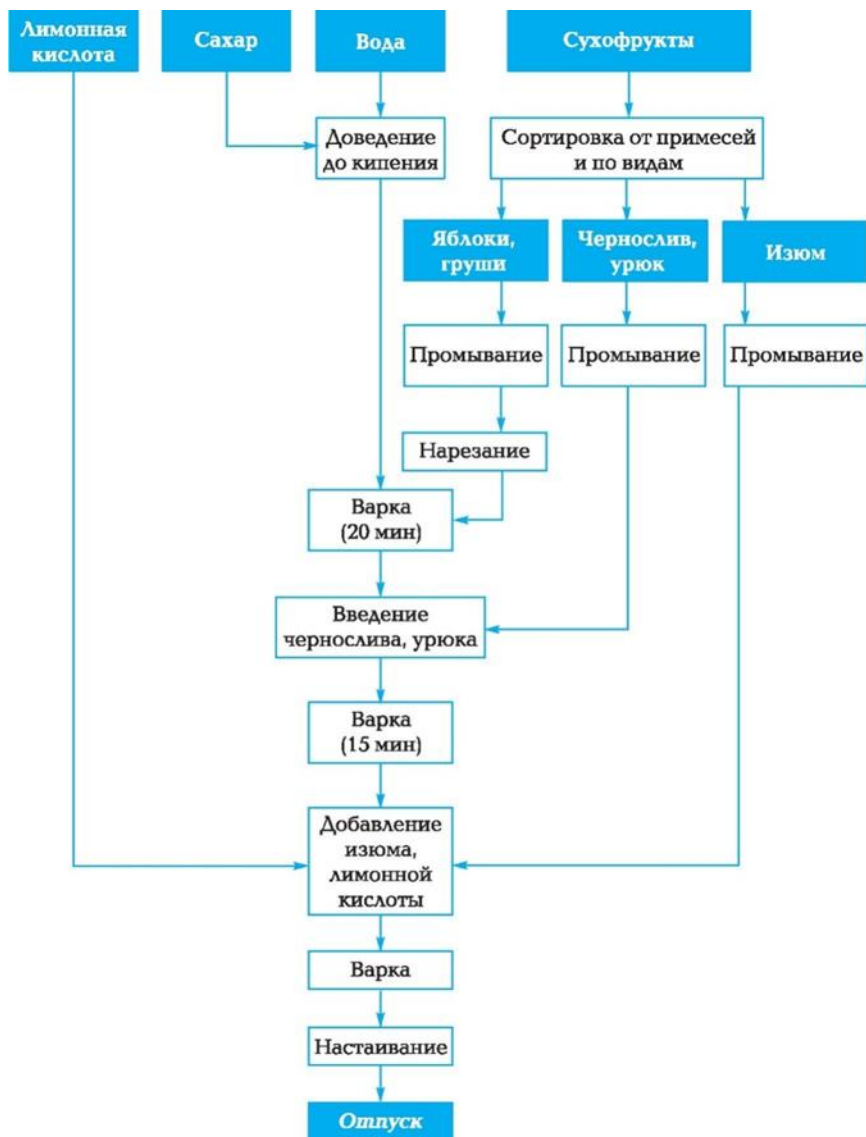 Лимонная
кислота
Сахар
Вода
Сухофрукты
Доведение
до кипения
Сортировка от примесей
и по видам
Яблоки,
груши
Чернослив,
урюк
Изюм
Промывание
Промывание
Промывание
Нарезание
Варка
(20 мин)
Введение
чернослива, урюка
Варка
(15 мин)
Добавление
изюма,
лимонной
кислоты
Варка
Настаивание
Отпуск